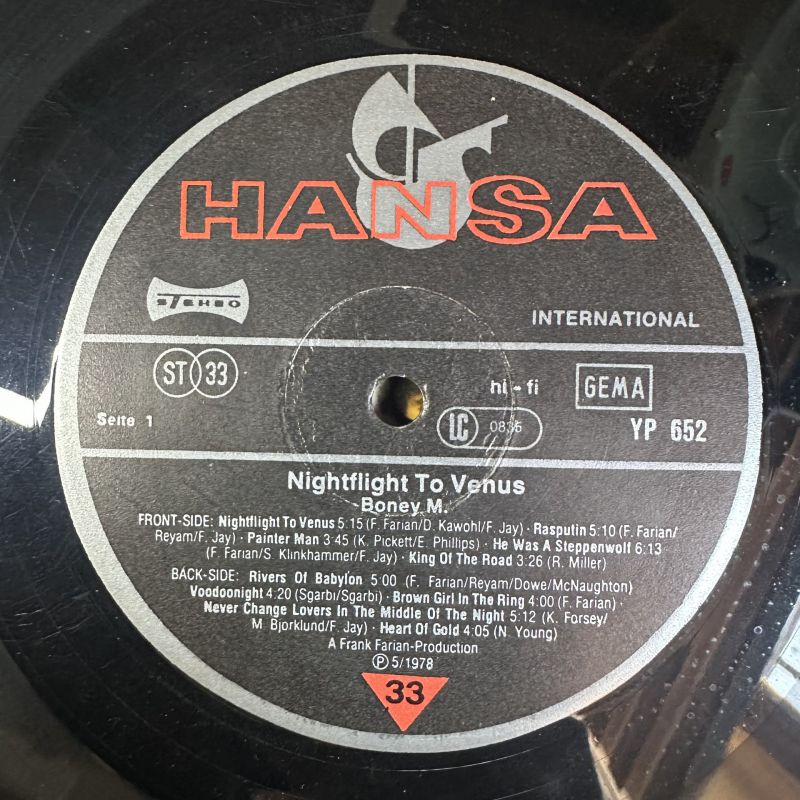 HANSA
STEREO
INTERNATIONAL
ST 33
hi - fi
GEMA
Seite 1
LC 0835
YP 652
Nightflight To Venus
Boney M.
FRONT-SIDE: Nightflight To Venus 5:15 (F. Farian/D. Kawohl/F. Jay) · Rasputin 5:10 (F. Farian/
Reyam/F. Jay) · Painter Man 3:45 (K. Pickett/E. Phillips) · He Was A Steppenwolf 6:13
(F. Farian/S. Klinkhammer/F. Jay) · King Of The Road 3:26 (R. Miller)
BACK-SIDE: Rivers Of Babylon 5:00 (F. Farian/Reyam/Dowe/McNaughton)
Voodoonight 4:20 (Sgarbi/Sgarbi) · Brown Girl In The Ring 4:00 (F. Farian) ·
Never Change Lovers In The Middle Of The Night 5:12 (K. Forsey/
M. Bjorklund/F. Jay) · Heart Of Gold 4:05 (N. Young)
A Frank Farian-Production
℗ 5/1978
33